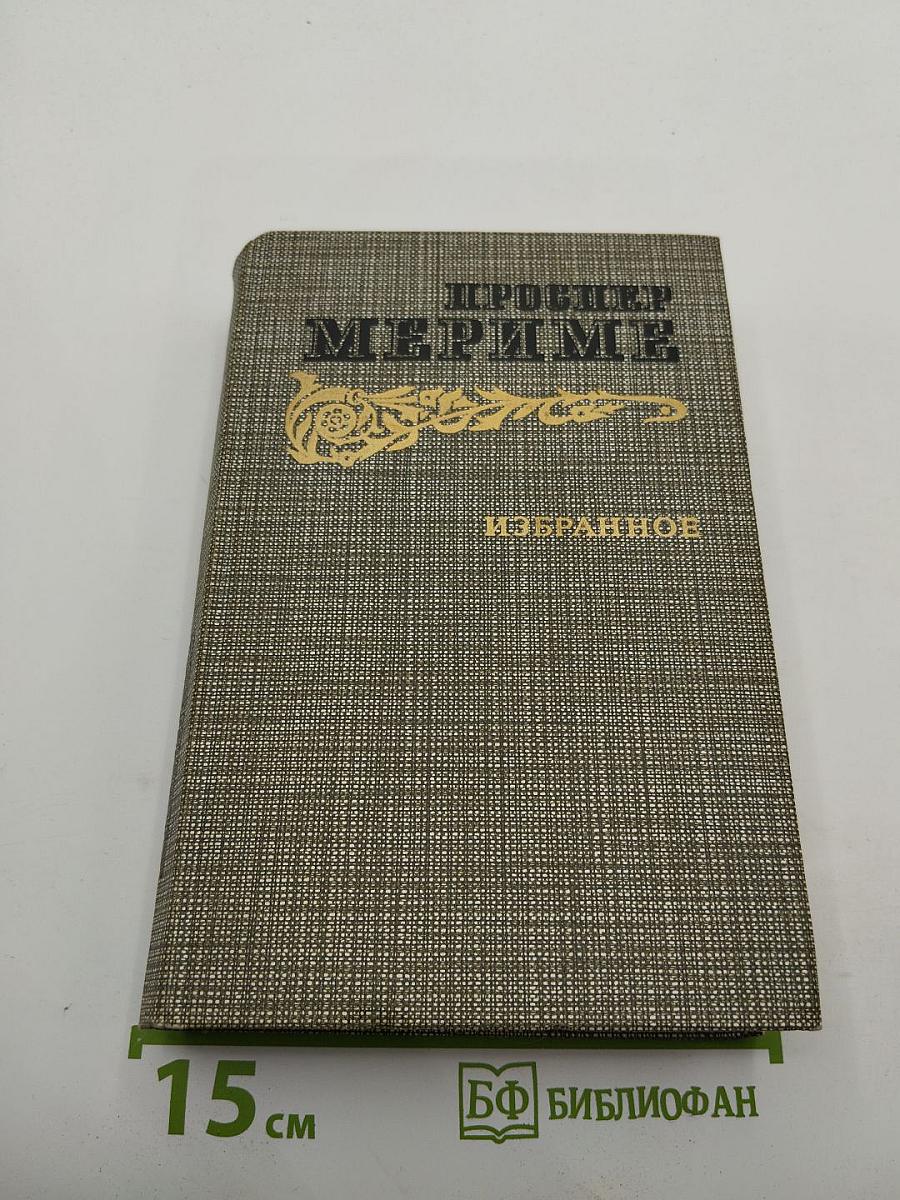 ПРОСПЕР
МЕРИМЕ
ИЗБРАННОЕ
15 см
БФ БИБЛИОФАН